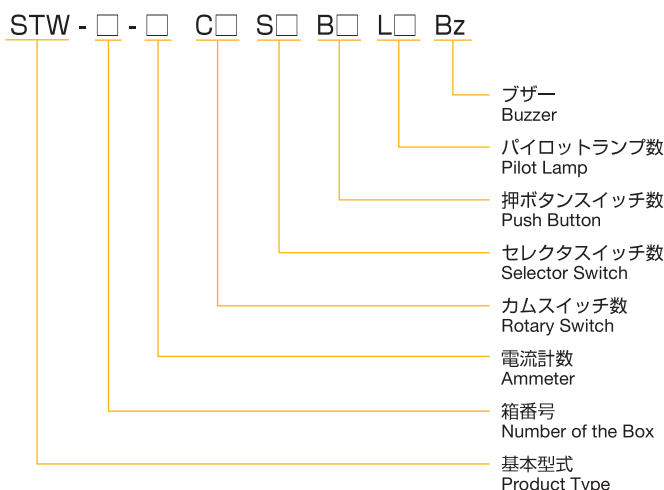 STW - □ - □ C□ S□ B□ L□ Bz
ブザー
Buzzer
パイロットランプ数
Pilot Lamp
押ボタンスイッチ数
Push Button
セレクタスイッチ数
Selector Switch
カムスイッチ数
Rotary Switch
電流計数
Ammeter
箱番号
Number of the Box
基本型式
Product Type